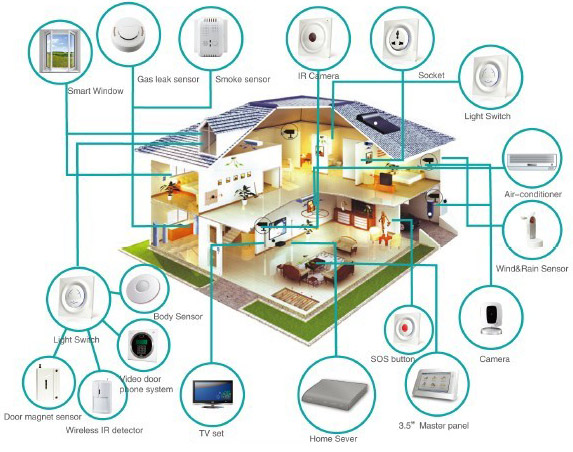 Smart Window
Gas leak sensor
Smoke sensor
IR Camera
Socket
Light Switch
Air-conditioner
Wind&Rain Sensor
Body Sensor
Light Switch
Video door
phone system
SOS button
Camera
Door magnet sensor
Wireless IR detector
TV set
Home Sever
3.5" Master panel